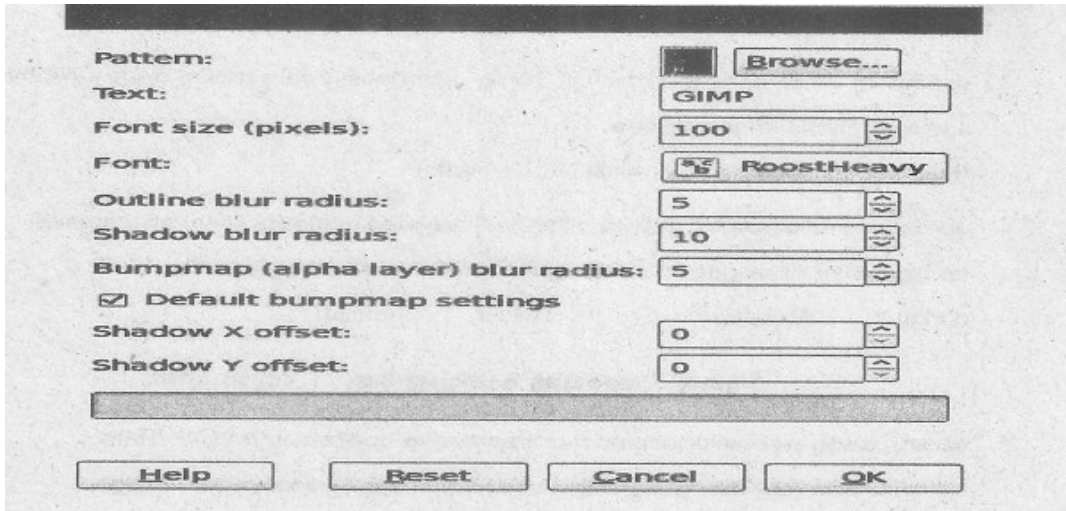 Pattern: Browse...
Text: GIMP
Font size (pixels): 100
Font: RoostHeavy
Outline blur radius: 5
Shadow blur radius: 10
Bumpmap (alpha layer) blur radius: 5
Default bumpmap settings
Shadow X offset: 0
Shadow Y offset: 0
Help Reset Cancel OK